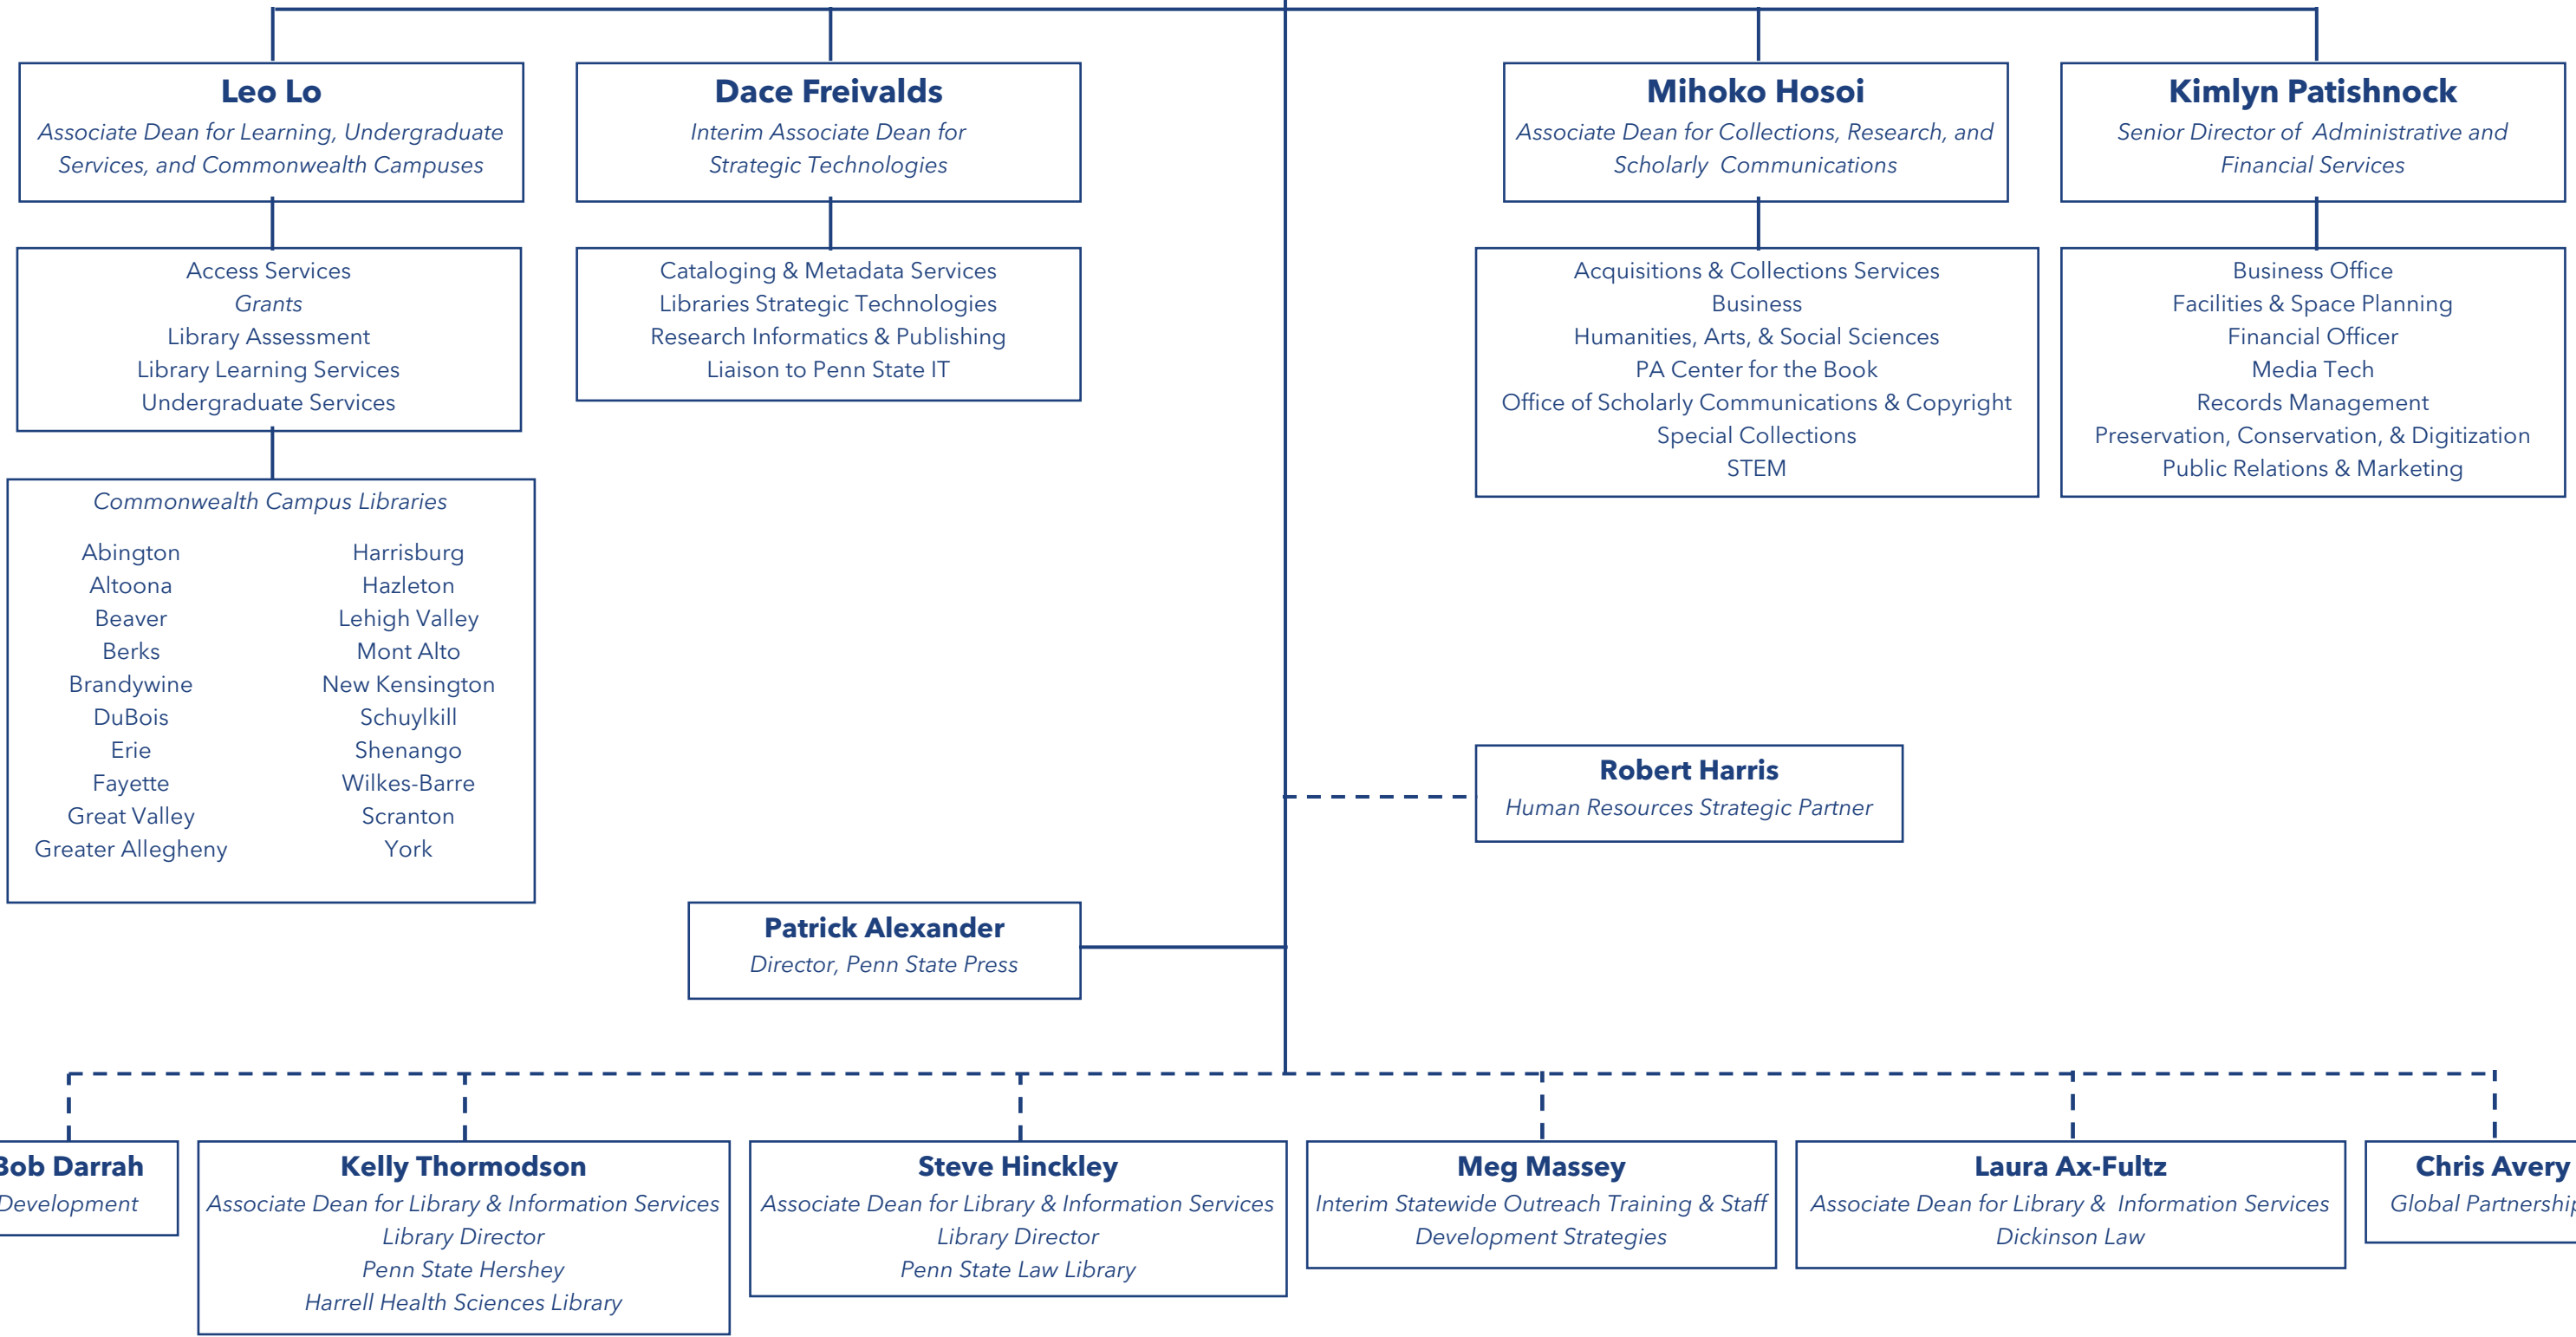 Leo Lo
Associate Dean for Learning, Undergraduate
Services, and Commonwealth Campuses
Dace Freivalds
Interim Associate Dean for
Strategic Technologies
Mihoko Hosoi
Associate Dean for Collections, Research, and
Scholarly Communications
Kimlyn Patishnock
Senior Director of Administrative and
Financial Services
Access Services
Grants
Library Assessment
Library Learning Services
Undergraduate Services
Cataloging & Metadata Services
Libraries Strategic Technologies
Research Informatics & Publishing
Liaison to Penn State IT
Acquisitions & Collections Services
Business
Humanities, Arts, & Social Sciences
PA Center for the Book
Office of Scholarly Communications & Copyright
Special Collections
STEM
Business Office
Facilities & Space Planning
Financial Officer
Media Tech
Records Management
Preservation, Conservation, & Digitization
Public Relations & Marketing
Commonwealth Campus Libraries
Abington
Altoona
Beaver
Berks
Brandywine
DuBois
Erie
Fayette
Great Valley
Greater Allegheny
Harrisburg
Hazleton
Lehigh Valley
Mont Alto
New Kensington
Schuylkill
Shenango
Wilkes-Barre
Scranton
York
Robert Harris
Human Resources Strategic Partner
Patrick Alexander
Director, Penn State Press
Bob Darrah
Development
Kelly Thormodson
Associate Dean for Library & Information Services
Library Director
Penn State Hershey
Harrell Health Sciences Library
Steve Hinckley
Associate Dean for Library & Information Services
Library Director
Penn State Law Library
Meg Massey
Interim Statewide Outreach Training & Staff
Development Strategies
Laura Ax-Fultz
Associate Dean for Library & Information Services
Dickinson Law
Chris Avery
Global Partnership